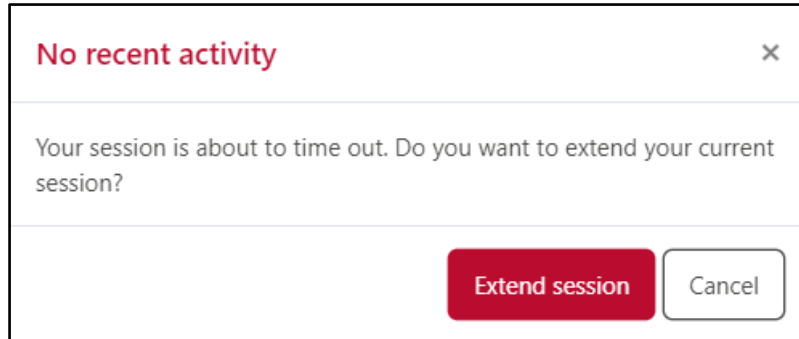 No recent activity
×
Your session is about to time out. Do you want to extend your current
session?
Extend session
Cancel